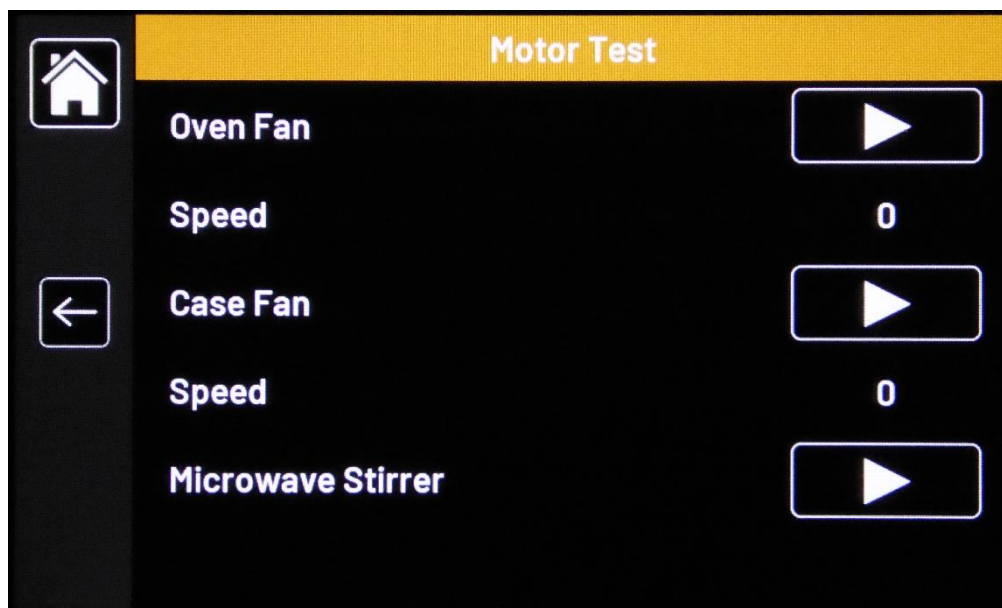 Motor Test
Oven Fan
Speed 0
Case Fan
Speed 0
Microwave Stirrer